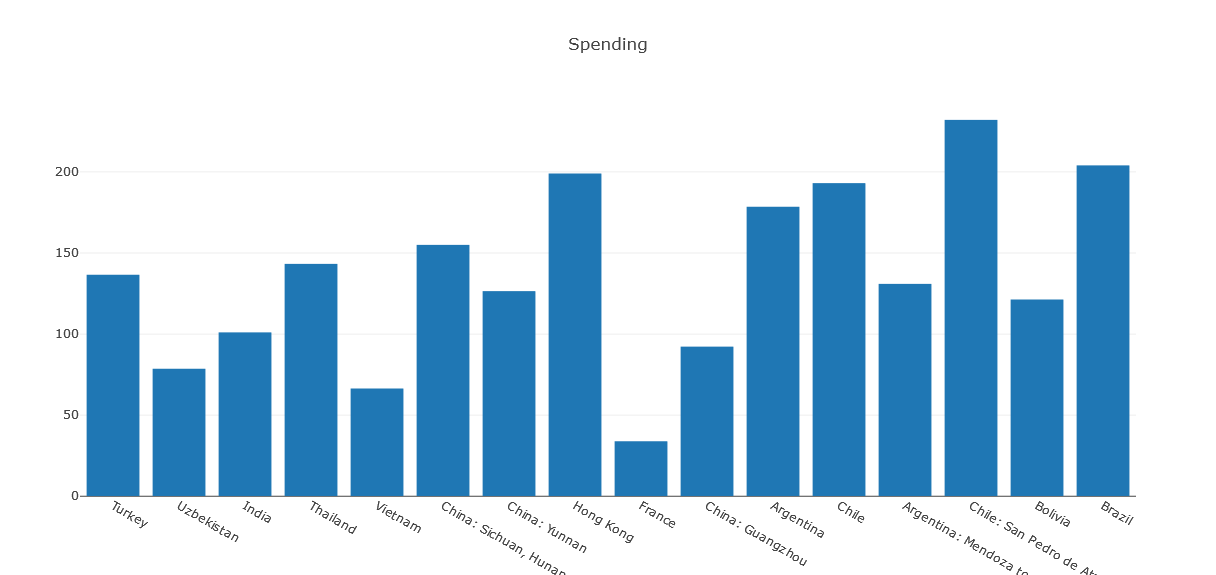 Spending
200
150
100
50
0
Turkey
Uzbekistan
India
Thailand
Vietnam
China: Sichuan, Hunan
China: Yunnan
Hong Kong
France
China: Guangzhou
Argentina
Chile
Argentina: Mendoza to
Chile: San Pedro de
Bolivia
Brazil